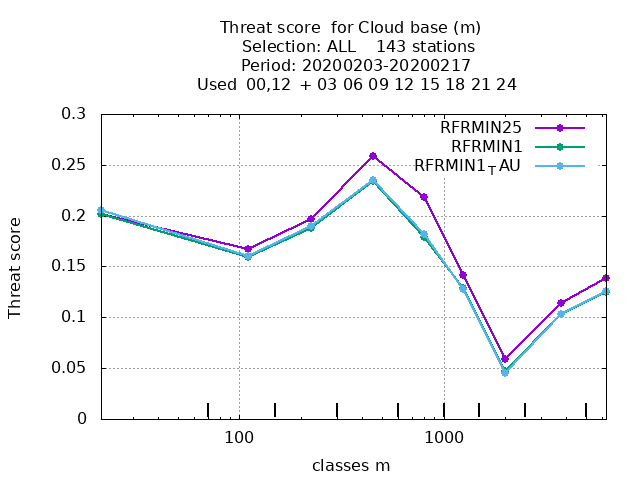 Threat score  for Cloud base (m)
Selection: ALL    143 stations
Period: 20200203-20200217
Used  00,12  + 03 06 09 12 15 18 21 24
RFRMIN25
RFRMIN1
RFRMIN1TAU
0.3
0.25
0.2
0.15
0.1
0.05
0
Threat score
100
1000
classes m